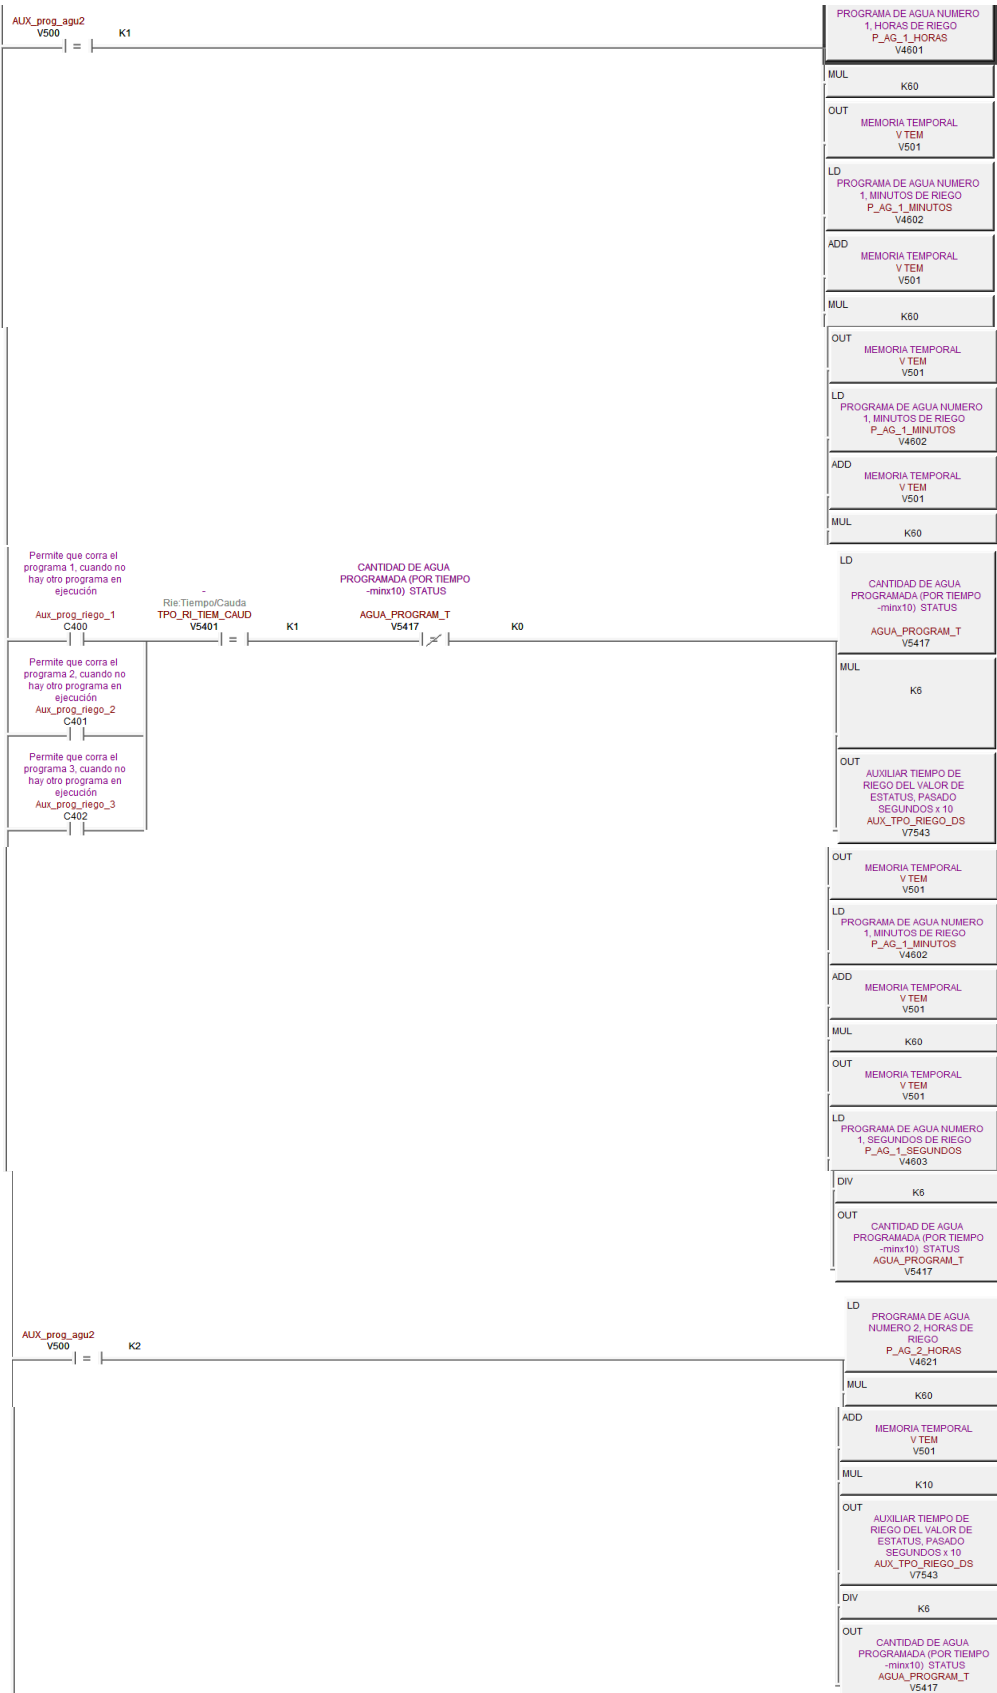 AUX_prog_agu2
V500 K1
=
PROGRAMA DE AGUA NUMERO
1, HORAS DE RIEGO
P_AG_1_HORAS
V4601
MUL
K60
OUT
MEMORIA TEMPORAL
V TEM
V501
LD
PROGRAMA DE AGUA NUMERO
1, MINUTOS DE RIEGO
P_AG_1_MINUTOS
V4602
ADD
MEMORIA TEMPORAL
V TEM
V501
MUL
K60
OUT
MEMORIA TEMPORAL
V TEM
V501
LD
PROGRAMA DE AGUA NUMERO
1, MINUTOS DE RIEGO
P_AG_1_MINUTOS
V4602
ADD
MEMORIA TEMPORAL
V TEM
V501
MUL
K60
Permite que corra el
programa 1, cuando no
hay otro programa en
ejecución
Aux_prog_riego_1
C400
-
Rie:Tiempo/Cauda
TPO_RI_TIEM_CAUD
V5401 K1
=
CANTIDAD DE AGUA
PROGRAMADA (POR TIEMPO
-minx10) STATUS
AGUA_PROGRAM_T
V5417 K0
≠
LD
CANTIDAD DE AGUA
PROGRAMADA (POR TIEMPO
-minx10) STATUS
AGUA_PROGRAM_T
V5417
Permite que corra el
programa 2, cuando no
hay otro programa en
ejecución
Aux_prog_riego_2
C401
MUL
K6
Permite que corra el
programa 3, cuando no
hay otro programa en
ejecución
Aux_prog_riego_3
C402
OUT
AUXILIAR TIEMPO DE
RIEGO DEL VALOR DE
ESTATUS, PASADO
SEGUNDOS x 10
AUX_TPO_RIEGO_DS
V7543
OUT
MEMORIA TEMPORAL
V TEM
V501
LD
PROGRAMA DE AGUA NUMERO
1, MINUTOS DE RIEGO
P_AG_1_MINUTOS
V4602
ADD
MEMORIA TEMPORAL
V TEM
V501
MUL
K60
OUT
MEMORIA TEMPORAL
V TEM
V501
LD
PROGRAMA DE AGUA NUMERO
1, SEGUNDOS DE RIEGO
P_AG_1_SEGUNDOS
V4603
DIV
K6
OUT
CANTIDAD DE AGUA
PROGRAMADA (POR TIEMPO
-minx10) STATUS
AGUA_PROGRAM_T
V5417
AUX_prog_agu2
V500 K2
=
LD
PROGRAMA DE AGUA
NUMERO 2, HORAS DE
RIEGO
P_AG_2_HORAS
V4621
MUL
K60
ADD
MEMORIA TEMPORAL
V TEM
V501
MUL
K10
OUT
AUXILIAR TIEMPO DE
RIEGO DEL VALOR DE
ESTATUS, PASADO
SEGUNDOS x 10
AUX_TPO_RIEGO_DS
V7543
DIV
K6
OUT
CANTIDAD DE AGUA
PROGRAMADA (POR TIEMPO
-minx10) STATUS
AGUA_PROGRAM_T
V5417